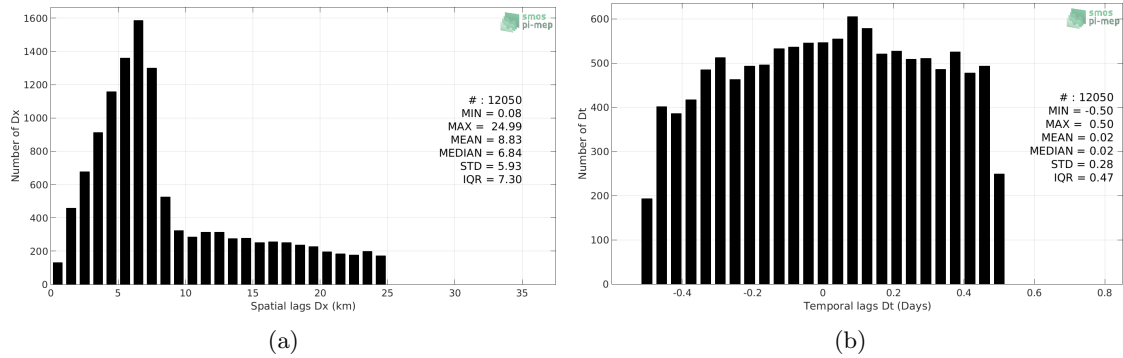 1600
1400
1200
1000
800
600
400
200
0
Number of Dx
smos
pi-mep
# : 12050
MIN = 0.08
MAX = 24.99
MEAN = 8.83
MEDIAN = 6.84
STD = 5.93
IQR = 7.30
0 5 10 15 20 25 30 35
Spatial lags Dx (km)
(a)
600
500
400
300
200
100
0
Number of Dt
smos
pi-mep
# : 12050
MIN = -0.50
MAX = 0.50
MEAN = 0.02
MEDIAN = 0.02
STD = 0.28
IQR = 0.47
-0.4 -0.2 0 0.2 0.4 0.6 0.8
Temporal lags Dt (Days)
(b)